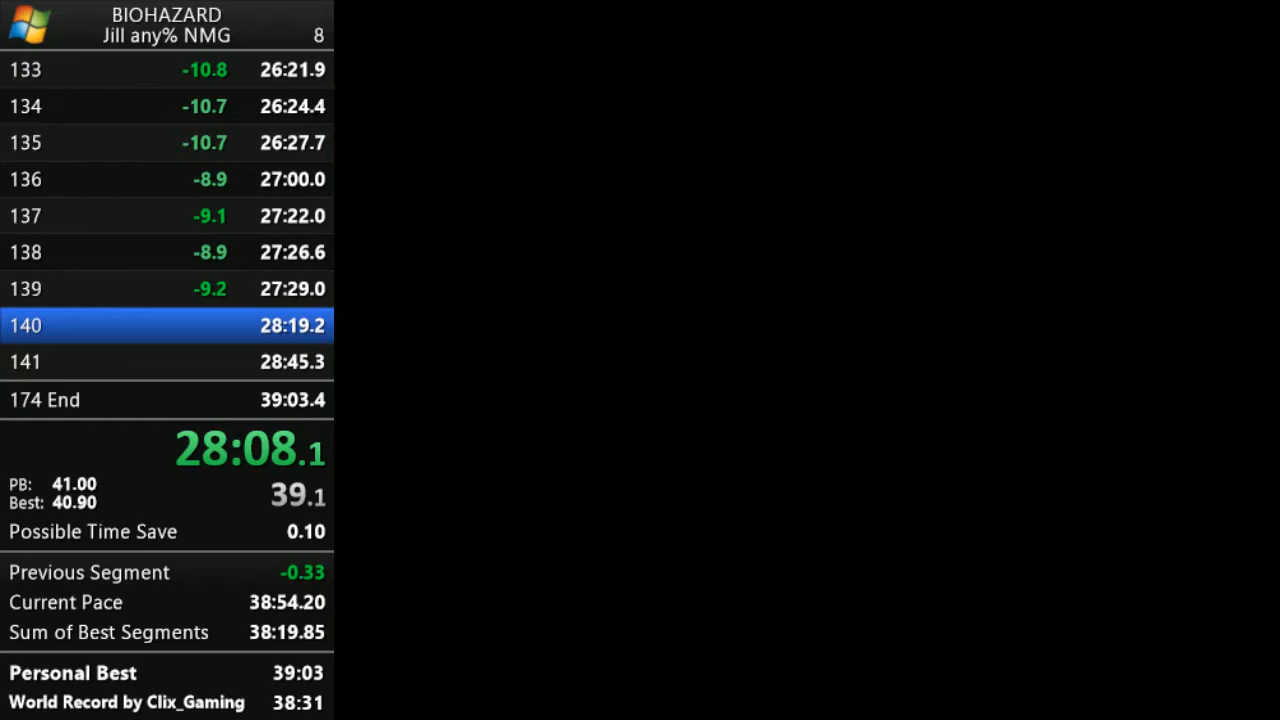 BIOHAZARD
Jill any% NMG 8
133 -10.8 26:21.9
134 -10.7 26:24.4
135 -10.7 26:27.7
136 -8.9 27:00.0
137 -9.1 27:22.0
138 -8.9 27:26.6
139 -9.2 27:29.0
140 28:19.2
141 28:45.3
174 End 39:03.4
28:08.1
PB: 41.00
Best: 40.90
39.1
Possible Time Save 0.10
Previous Segment -0.33
Current Pace 38:54.20
Sum of Best Segments 38:19.85
Personal Best 39:03
World Record by Clix_Gaming 38:31